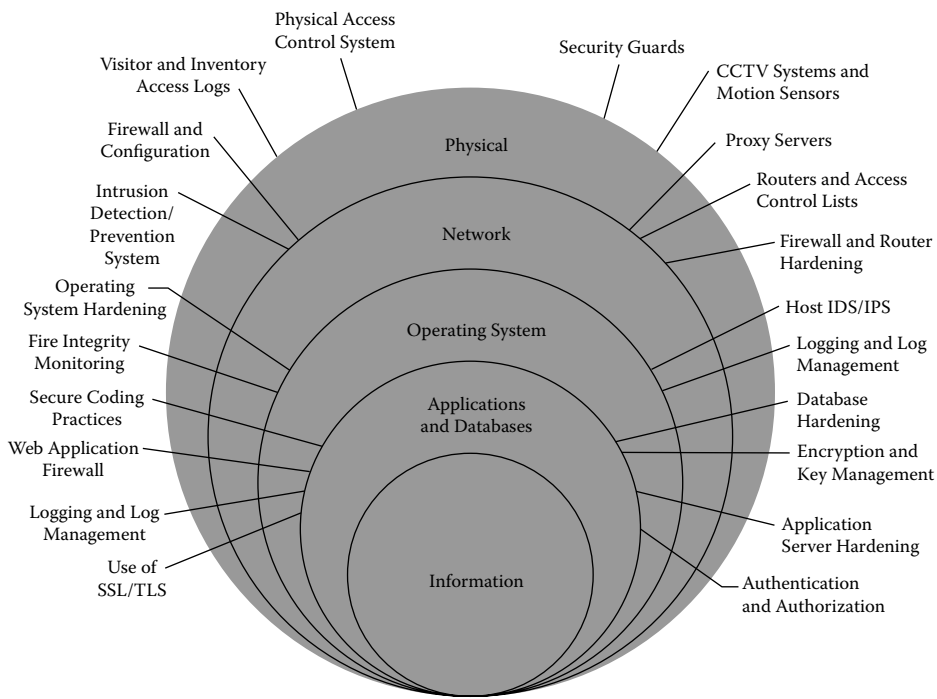 Physical Access
Control System
Security Guards
Visitor and Inventory
Access Logs
CCTV Systems and
Motion Sensors
Firewall and
Configuration
Physical
Proxy Servers
Intrusion
Detection/
Prevention
System
Routers and Access
Control Lists
Network
Firewall and Router
Hardening
Operating
System Hardening
Host IDS/IPS
Operating System
Fire Integrity
Monitoring
Logging and Log
Management
Secure Coding
Practices
Applications
and Databases
Database
Hardening
Web Application
Firewall
Encryption and
Key Management
Logging and Log
Management
Application
Server Hardening
Use of
SSL/TLS
Information
Authentication
and Authorization